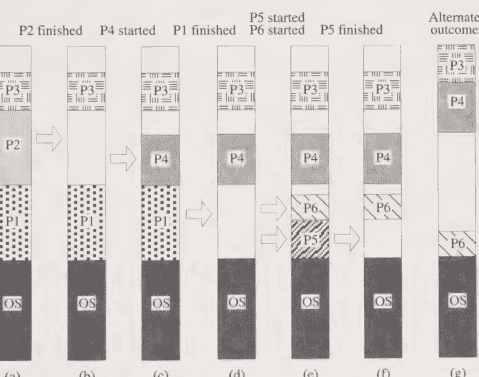 P2 finished
P4 started
P1 finished
P5 started
P6 started
P5 finished
Alternate
outcome
P3 P3 P3 P3 P3 P3 P3
P2 P4 P4 P4 P4 P4
P1 P1 P1 P6 P6 P6
P5
OS OS OS OS OS OS OS
(a) (b) (c) (d) (e) (f) (g)